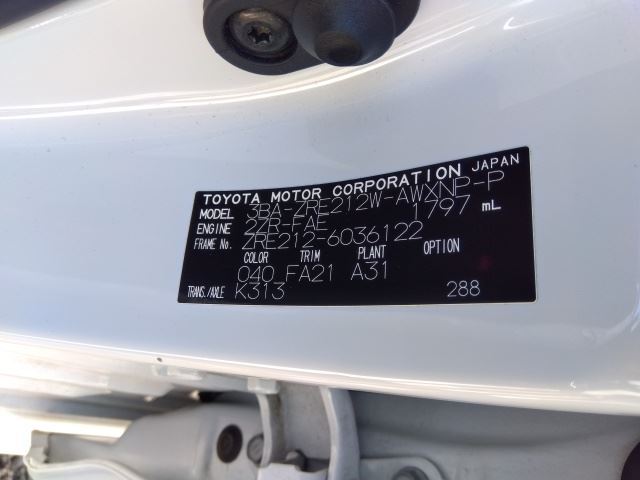 TOYOTA MOTOR CORPORATION JAPAN
MODEL 3BA-ZRE212W-AWXNP-P
ENGINE 2ZR-FAE 1797 mL
FRAME No. ZRE212-6036122
COLOR TRIM PLANT OPTION
040 FA21 A31
TRANS./AXLE K313 288